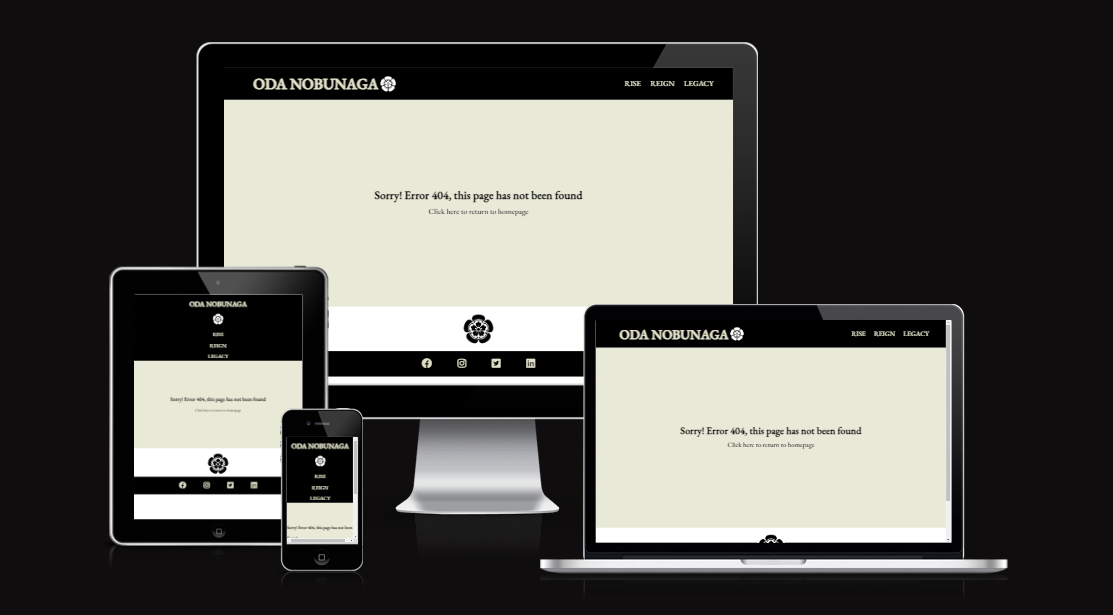 ODA NOBUNAGA
RISE REIGN LEGACY
Sorry! Error 404, this page has not been found
Click here to return to homepage
ODA NOBUNAGA
RISE
REIGN
LEGACY
Sorry! Error 404, this page has not been found
Click here to return to homepage
ODA NOBUNAGA
RISE
REIGN
LEGACY
Sorry! Error 404, this page has not been
ODA NOBUNAGA
RISE REIGN LEGACY
Sorry! Error 404, this page has not been found
Click here to return to homepage